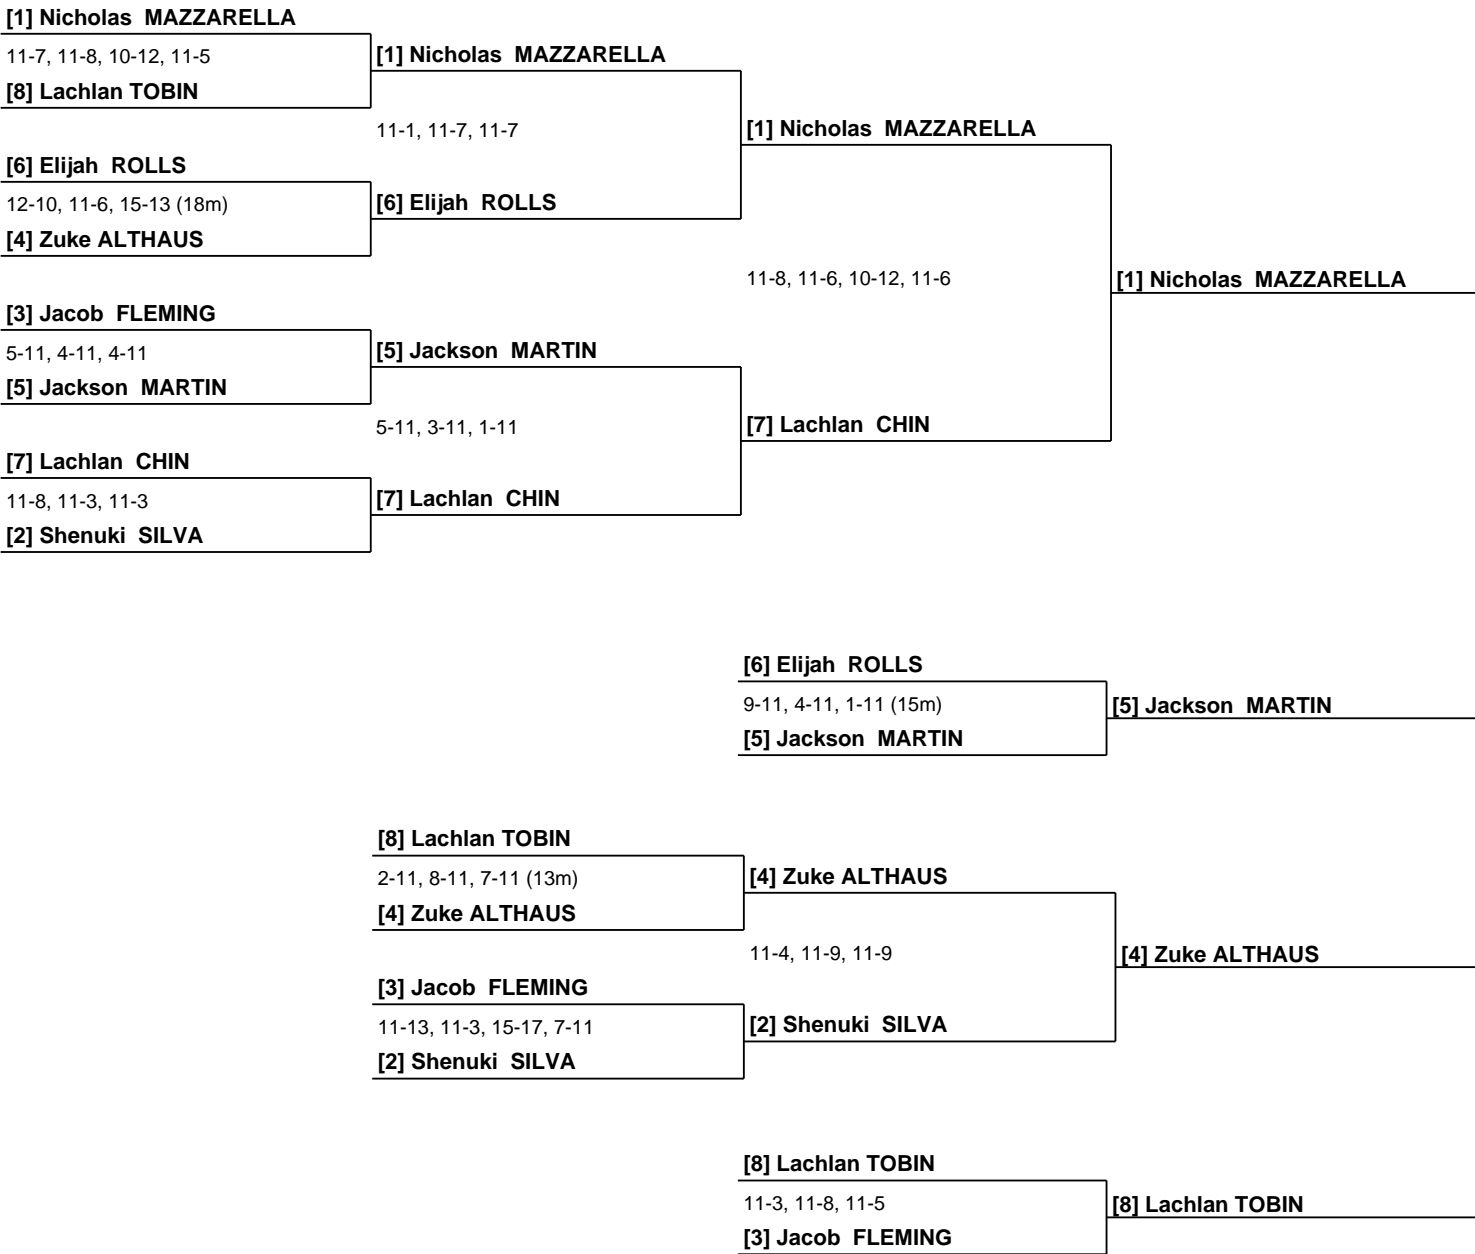 [1] Nicholas MAZZARELLA
11-7, 11-8, 10-12, 11-5
[8] Lachlan TOBIN
[1] Nicholas MAZZARELLA
11-1, 11-7, 11-7
[6] Elijah ROLLS
12-10, 11-6, 15-13 (18m)
[4] Zuke ALTHAUS
[6] Elijah ROLLS
[1] Nicholas MAZZARELLA
11-8, 11-6, 10-12, 11-6
[1] Nicholas MAZZARELLA
[3] Jacob FLEMING
5-11, 4-11, 4-11
[5] Jackson MARTIN
[5] Jackson MARTIN
5-11, 3-11, 1-11
[7] Lachlan CHIN
[7] Lachlan CHIN
11-8, 11-3, 11-3
[2] Shenuki SILVA
[7] Lachlan CHIN
[6] Elijah ROLLS
9-11, 4-11, 1-11 (15m)
[5] Jackson MARTIN
[5] Jackson MARTIN
[8] Lachlan TOBIN
2-11, 8-11, 7-11 (13m)
[4] Zuke ALTHAUS
[4] Zuke ALTHAUS
11-4, 11-9, 11-9
[4] Zuke ALTHAUS
[3] Jacob FLEMING
11-13, 11-3, 15-17, 7-11
[2] Shenuki SILVA
[2] Shenuki SILVA
[8] Lachlan TOBIN
11-3, 11-8, 11-5
[3] Jacob FLEMING
[8] Lachlan TOBIN